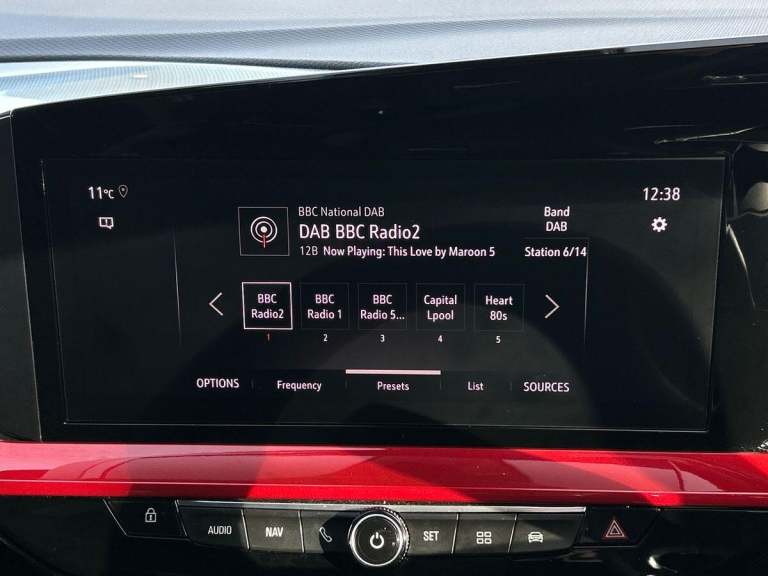 11°C
12:38
BBC National DAB
DAB BBC Radio2
12B Now Playing: This Love by Maroon 5
Band
DAB
Station 6/14
BBC
Radio2
BBC
Radio 1
BBC
Radio 5...
Capital
Lpool
Heart
80s
1
2
3
4
5
OPTIONS
Frequency
Presets
List
SOURCES
AUDIO
NAV
SET